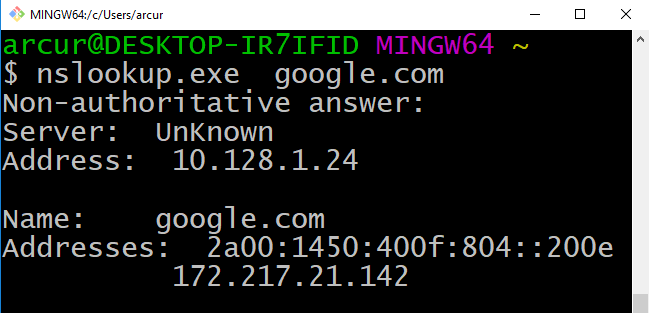 MINGW64:/c/Users/arcur
arcur@DESKTOP-IR7IFID MINGW64 ~
$ nslookup.exe  google.com
Non-authoritative answer:
Server:  UnKnown
Address:  10.128.1.24
Name:    google.com
Addresses:  2a00:1450:400f:804::200e
          172.217.21.142